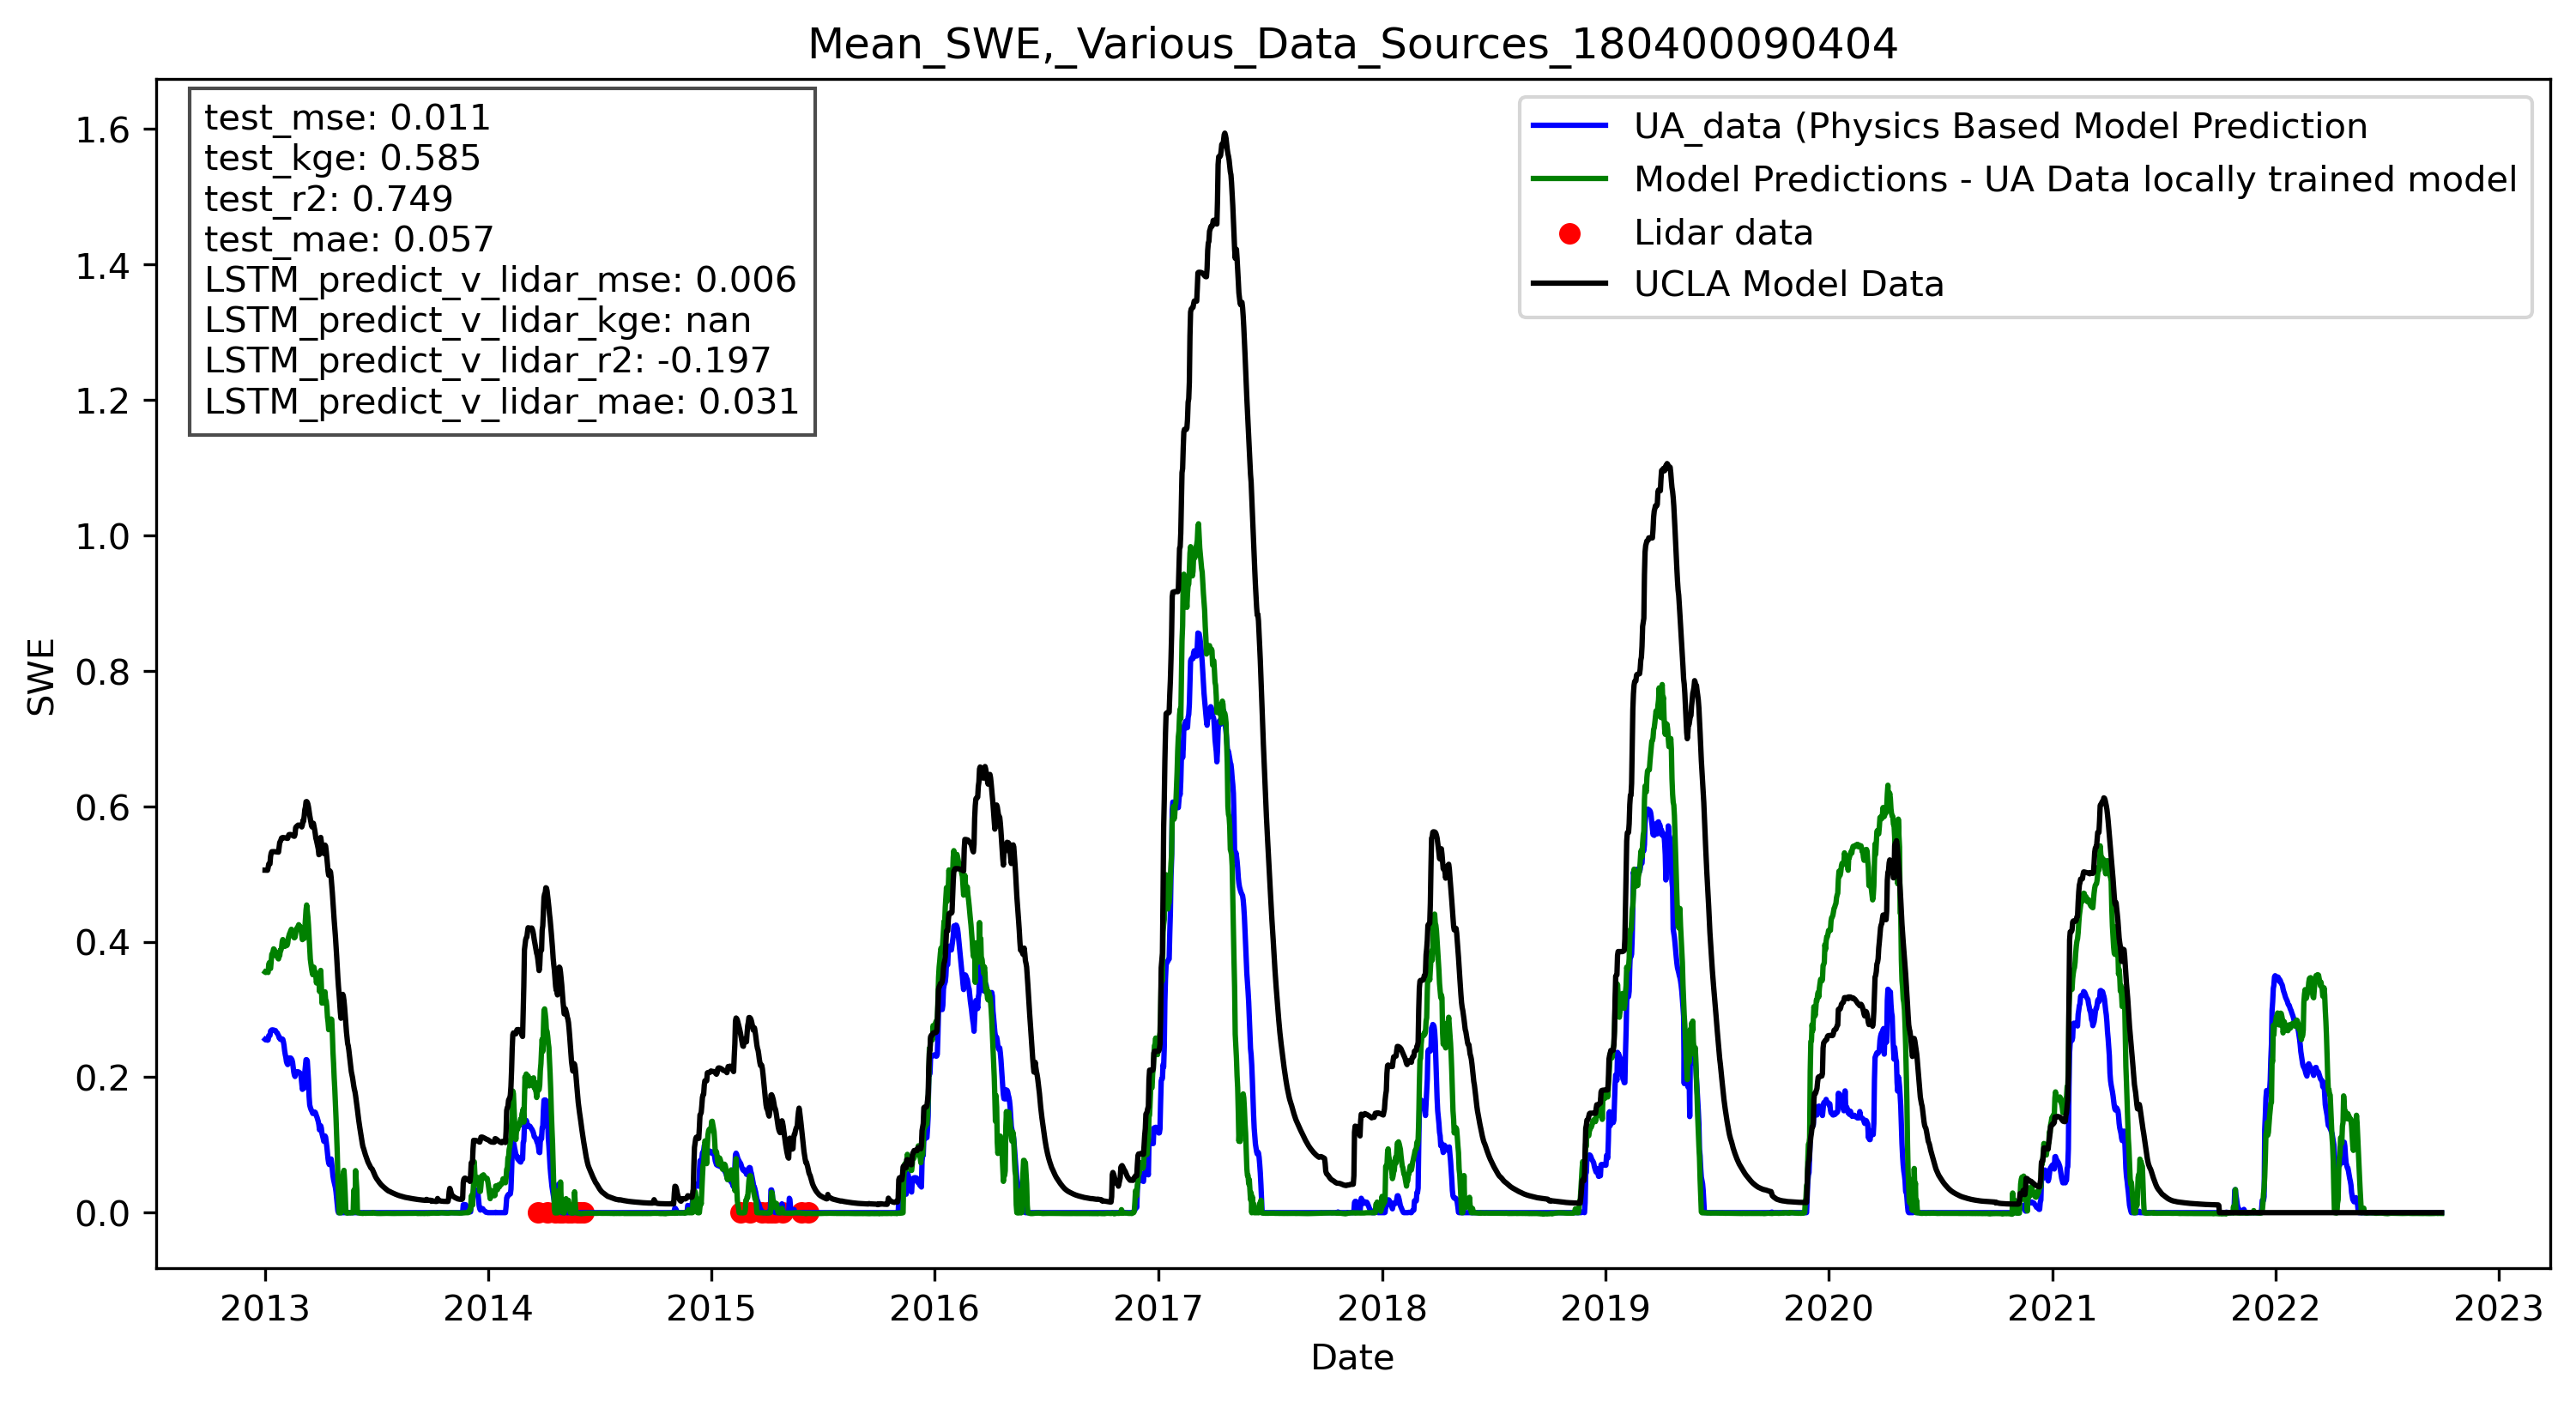 Mean_SWE,_Various_Data_Sources_180400090404
test_mse: 0.011
test_kge: 0.585
test_r2: 0.749
test_mae: 0.057
LSTM_predict_v_lidar_mse: 0.006
LSTM_predict_v_lidar_kge: nan
LSTM_predict_v_lidar_r2: -0.197
LSTM_predict_v_lidar_mae: 0.031
UA_data (Physics Based Model Prediction
Model Predictions - UA Data locally trained model
Lidar data
UCLA Model Data
1.6
1.4
1.2
1.0
0.8
0.6
0.4
0.2
0.0
SWE
2013 2014 2015 2016 2017 2018 2019 2020 2021 2022 2023
Date